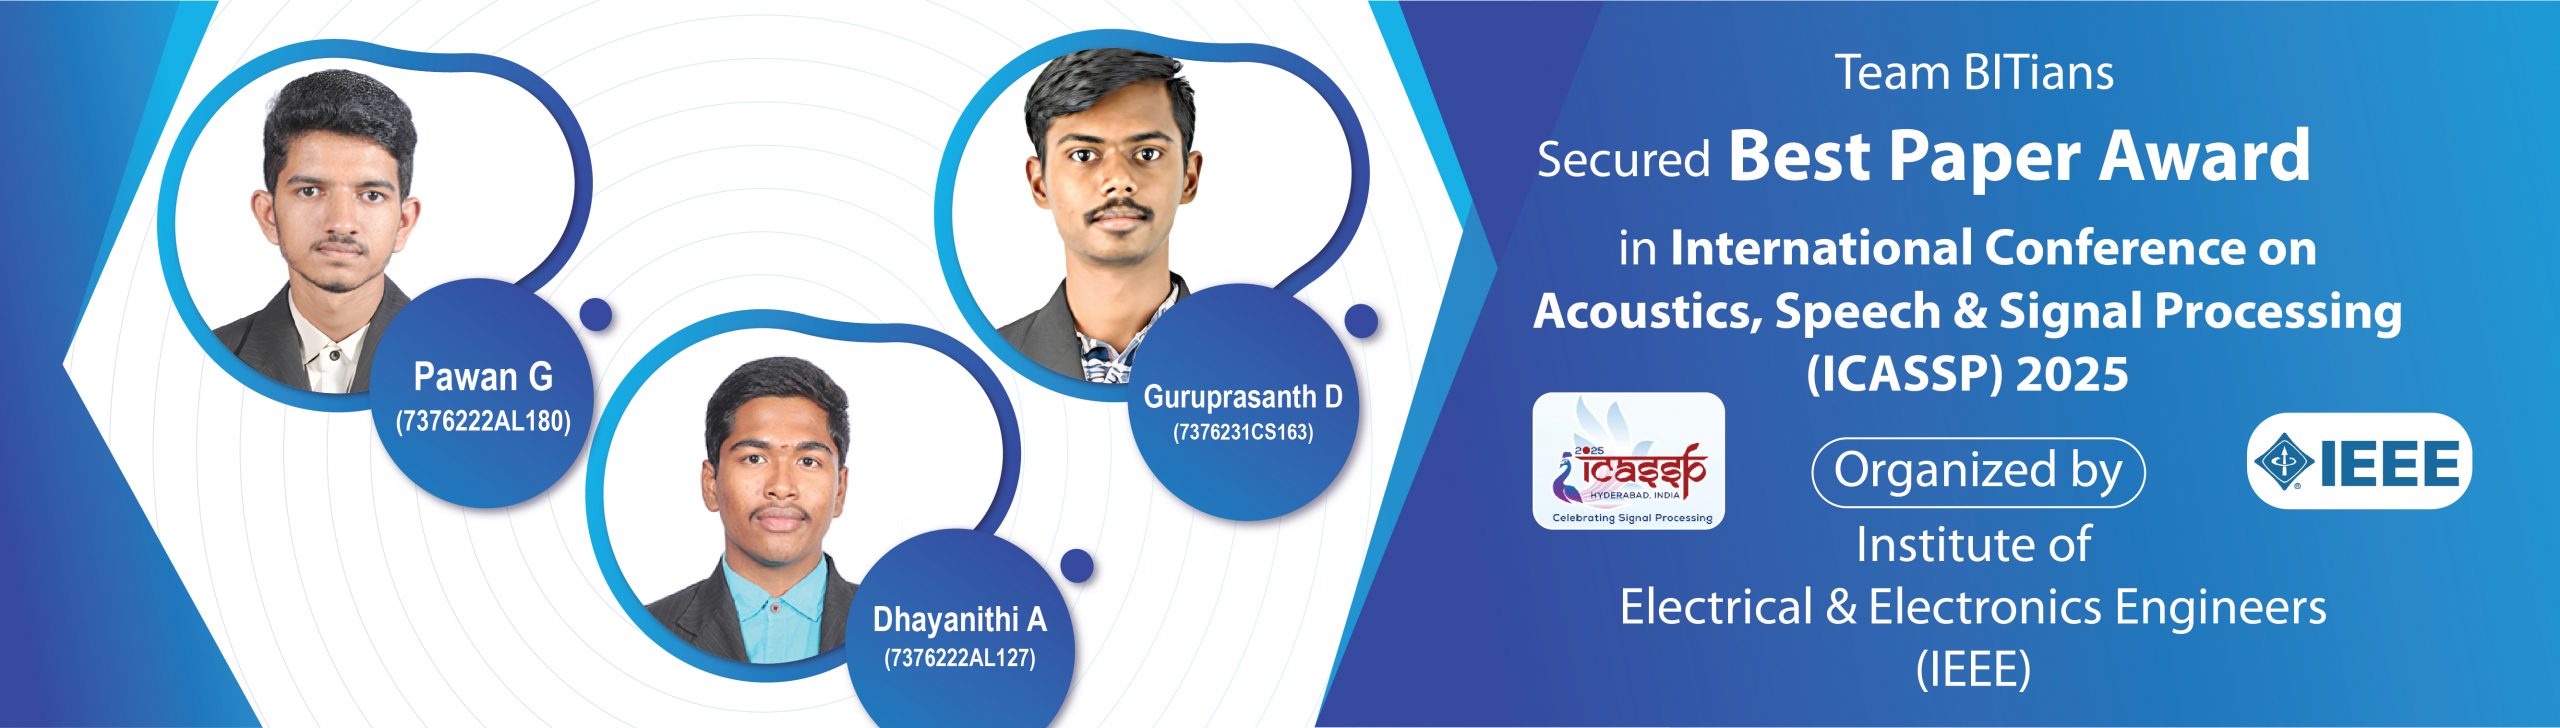 Pawan G
(7376222AL180)
Guruprasanth D
(7376231CS163)
Dhayanithi A
(7376222AL127)
Team BITians
Secured Best Paper Award
in International Conference on
Acoustics, Speech & Signal Processing
(ICASSP) 2025
2025
icassp
HYDERABAD, INDIA
Celebrating Signal Processing
Organized by
IEEE
Institute of
Electrical & Electronics Engineers
(IEEE)